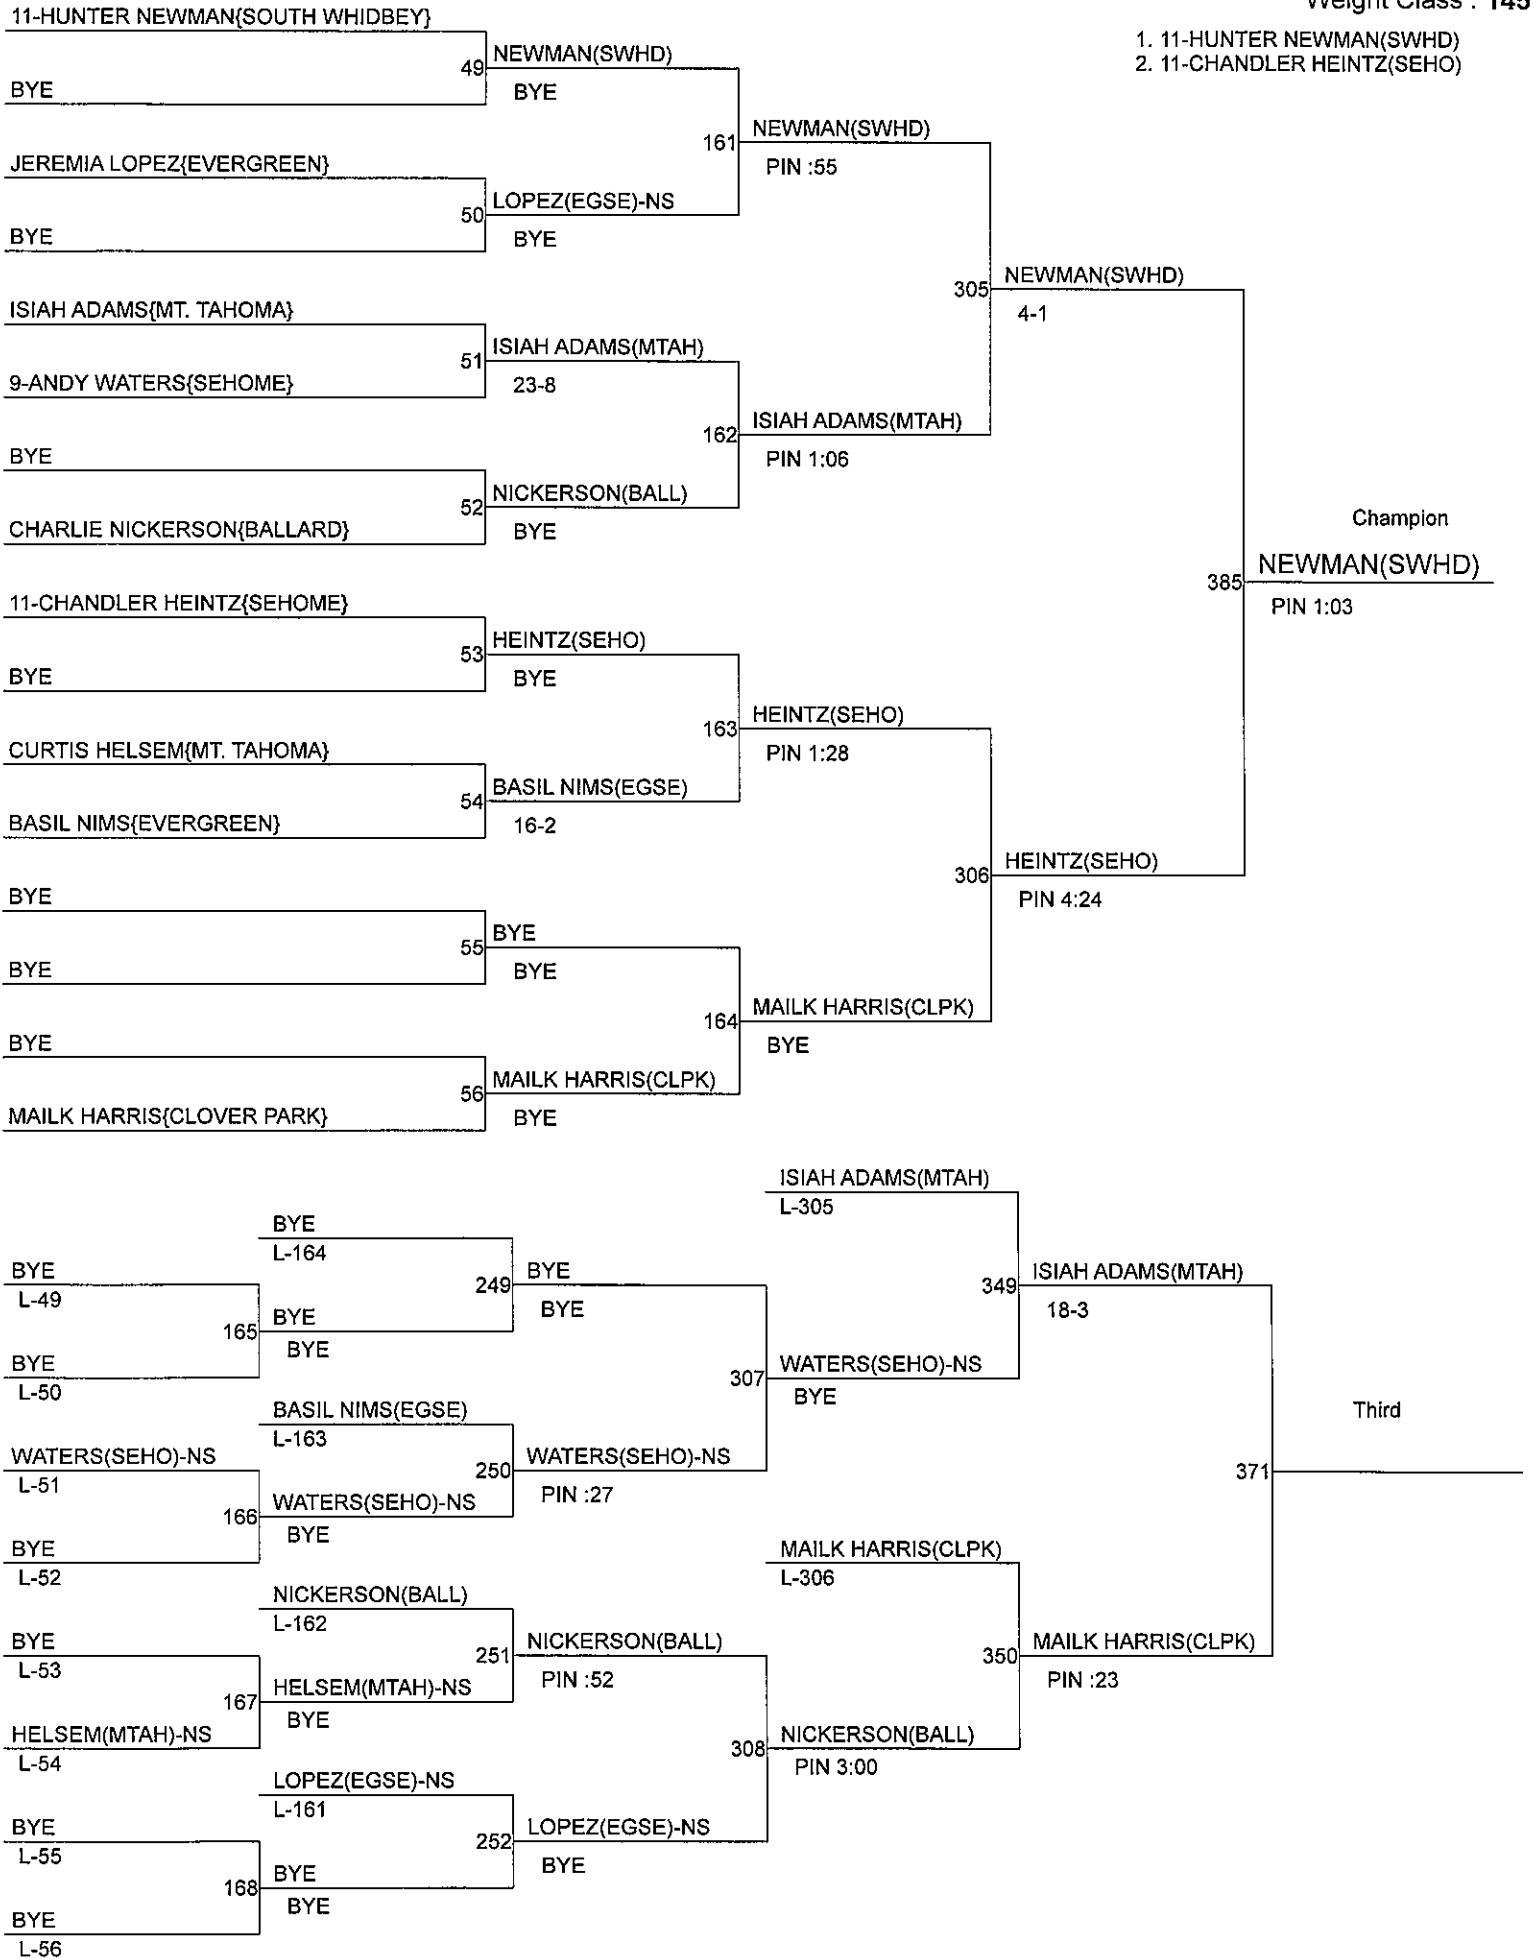 Weight Class : 145
1. 11-HUNTER NEWMAN(SWHD)
2. 11-CHANDLER HEINTZ(SEHO)
11-HUNTER NEWMAN{SOUTH WHIDBEY}
49
NEWMAN(SWHD)
BYE
BYE
161
NEWMAN(SWHD)
PIN :55
JEREMIA LOPEZ{EVERGREEN}
50
LOPEZ(EGSE)-NS
BYE
BYE
305
NEWMAN(SWHD)
4-1
ISIAH ADAMS{MT. TAHOMA}
51
ISIAH ADAMS(MTAH)
23-8
9-ANDY WATERS{SEHOME}
162
ISIAH ADAMS(MTAH)
PIN 1:06
BYE
52
NICKERSON(BALL)
BYE
CHARLIE NICKERSON{BALLARD}
Champion
385
NEWMAN(SWHD)
PIN 1:03
11-CHANDLER HEINTZ{SEHOME}
53
HEINTZ(SEHO)
BYE
BYE
163
HEINTZ(SEHO)
PIN 1:28
CURTIS HELSEM{MT. TAHOMA}
54
BASIL NIMS(EGSE)
16-2
BASIL NIMS{EVERGREEN}
306
HEINTZ(SEHO)
PIN 4:24
BYE
55
BYE
BYE
BYE
164
MAILK HARRIS(CLPK)
BYE
BYE
56
MAILK HARRIS(CLPK)
BYE
MAILK HARRIS{CLOVER PARK}
ISIAH ADAMS(MTAH)
L-305
BYE
L-164
BYE
L-49
249
BYE
BYE
349
ISIAH ADAMS(MTAH)
18-3
165
BYE
BYE
BYE
L-50
307
WATERS(SEHO)-NS
BYE
BASIL NIMS(EGSE)
L-163
Third
WATERS(SEHO)-NS
L-51
250
WATERS(SEHO)-NS
PIN :27
371
166
WATERS(SEHO)-NS
BYE
BYE
L-52
MAILK HARRIS(CLPK)
L-306
NICKERSON(BALL)
L-162
BYE
L-53
251
NICKERSON(BALL)
PIN :52
350
MAILK HARRIS(CLPK)
PIN :23
167
HELSEM(MTAH)-NS
BYE
HELSEM(MTAH)-NS
L-54
308
NICKERSON(BALL)
PIN 3:00
LOPEZ(EGSE)-NS
L-161
BYE
L-55
252
LOPEZ(EGSE)-NS
BYE
168
BYE
BYE
BYE
L-56